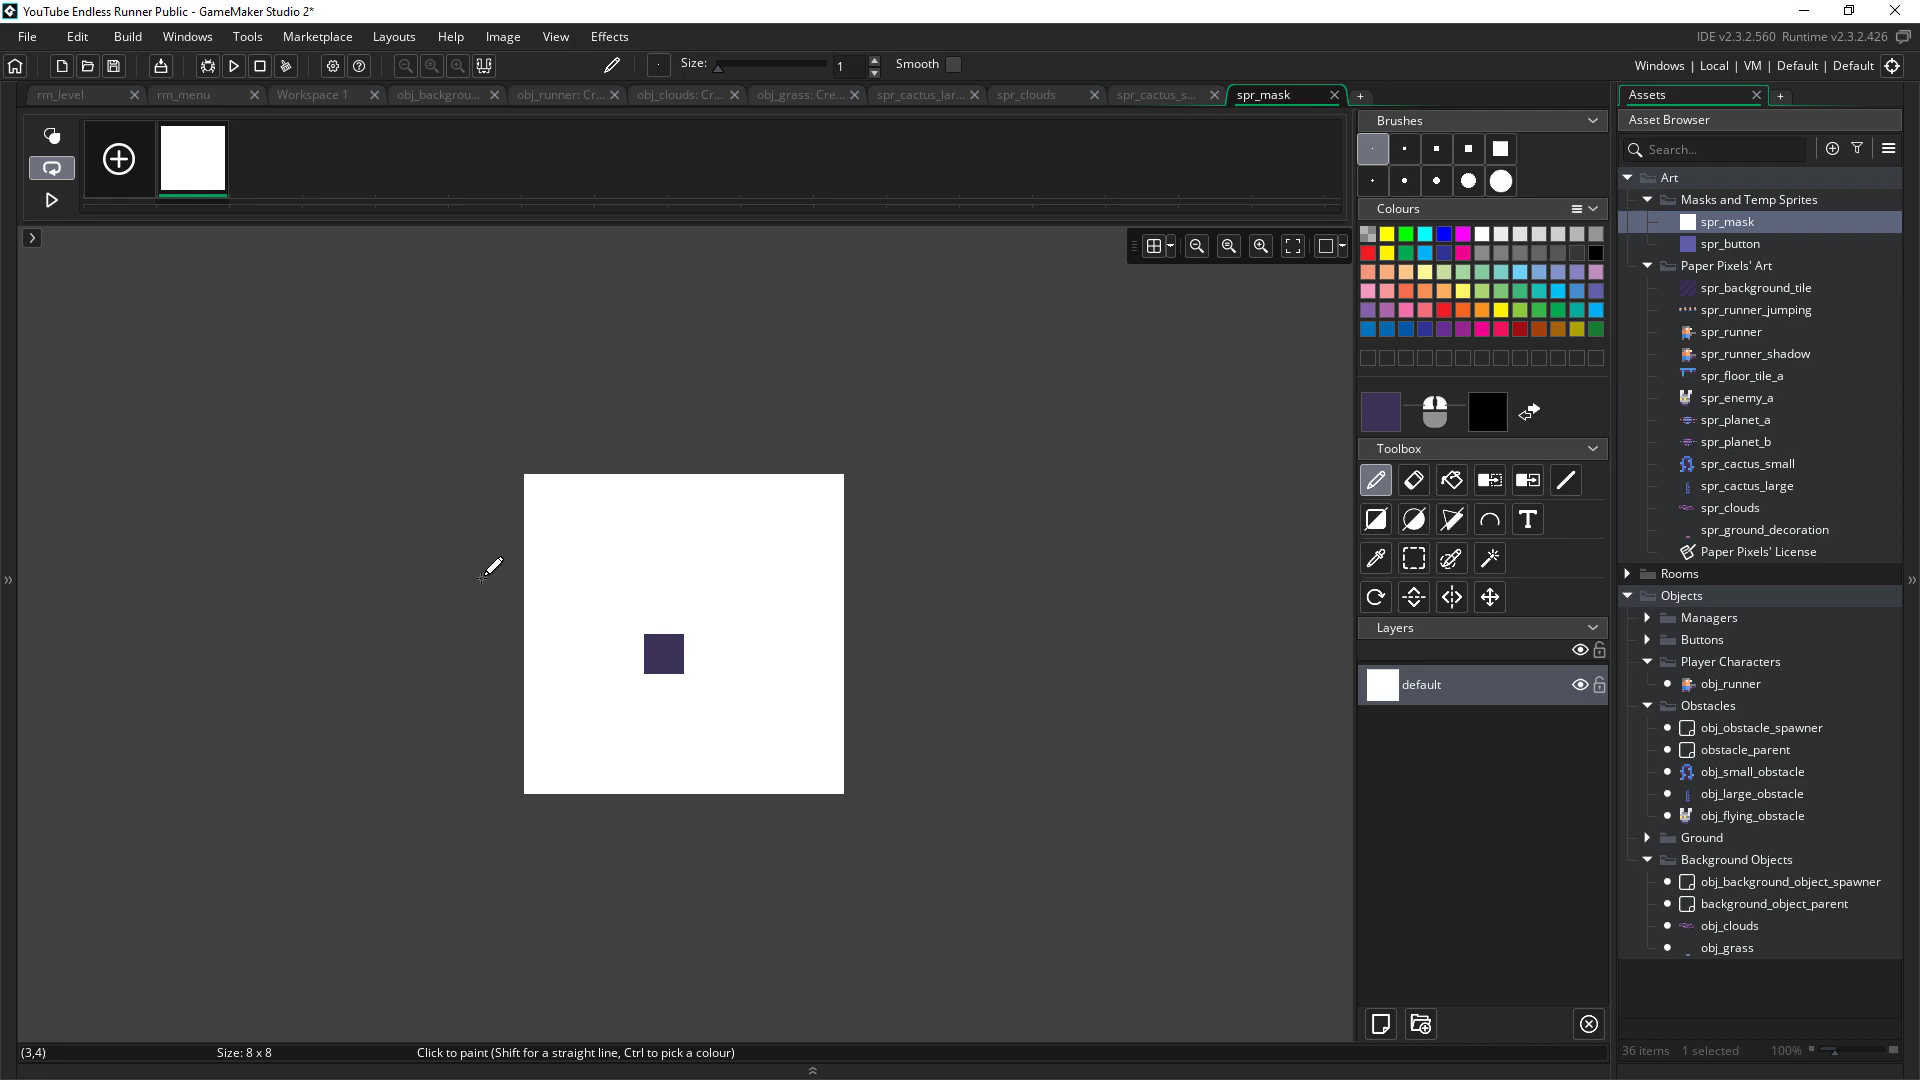 YouTube Endless Runner Public - GameMaker Studio 2*
File Edit Build Windows Tools Marketplace Layouts Help Image View Effects
IDE v2.3.2.560 Runtime v2.3.2.426
Size: 1 Smooth
Windows | Local | VM | Default | Default
rm_level rm_menu Workspace 1 obj_backgrou... obj_runner: Cr... obj_clouds: Cr... obj_grass: Cre... spr_cactus_lar... spr_clouds spr_cactus_s... spr_mask
Brushes
Colours
Toolbox
Layers
default
Assets
Asset Browser
Search...
Art
Masks and Temp Sprites
spr_mask
spr_button
Paper Pixels' Art
spr_background_tile
spr_runner_jumping
spr_runner
spr_runner_shadow
spr_floor_tile_a
spr_enemy_a
spr_planet_a
spr_planet_b
spr_cactus_small
spr_cactus_large
spr_clouds
spr_ground_decoration
Paper Pixels' License
Rooms
Objects
Managers
Buttons
Player Characters
obj_runner
Obstacles
obj_obstacle_spawner
obstacle_parent
obj_small_obstacle
obj_large_obstacle
obj_flying_obstacle
Ground
Background Objects
obj_background_object_spawner
background_object_parent
obj_clouds
obj_grass
36 items 1 selected 100%
(3,4) Size: 8 x 8 Click to paint (Shift for a straight line, Ctrl to pick a colour)